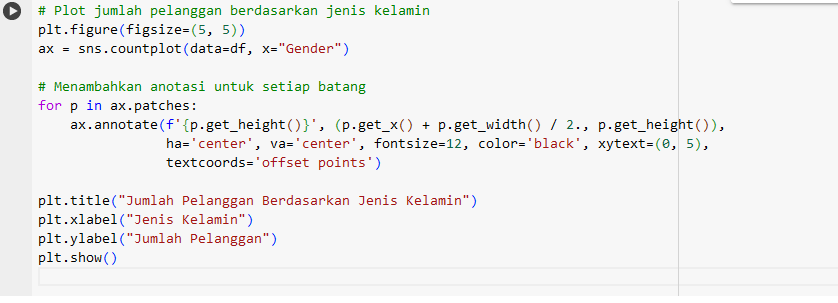 # Plot jumlah pelanggan berdasarkan jenis kelamin
plt.figure(figsize=(5, 5))
ax = sns.countplot(data=df, x="Gender")
# Menambahkan anotasi untuk setiap batang
for p in ax.patches:
    ax.annotate(f'{p.get_height()}', (p.get_x() + p.get_width() / 2., p.get_height()),
                ha='center', va='center', fontsize=12, color='black', xytext=(0, 5),
                textcoords='offset points')
plt.title("Jumlah Pelanggan Berdasarkan Jenis Kelamin")
plt.xlabel("Jenis Kelamin")
plt.ylabel("Jumlah Pelanggan")
plt.show()